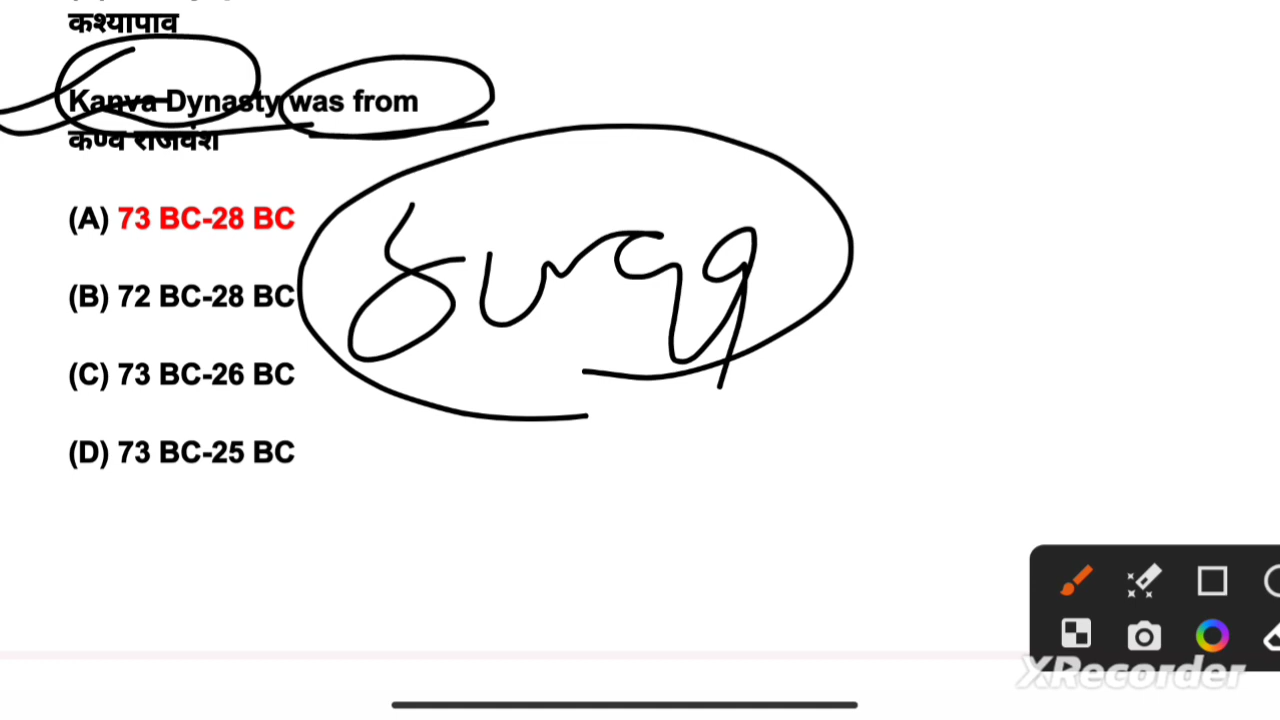 कश्यापाव
Kanva Dynasty was from
कण्व राजवंश
(A) 73 BC-28 BC
(B) 72 BC-28 BC
(C) 73 BC-26 BC
(D) 73 BC-25 BC
XRecorder